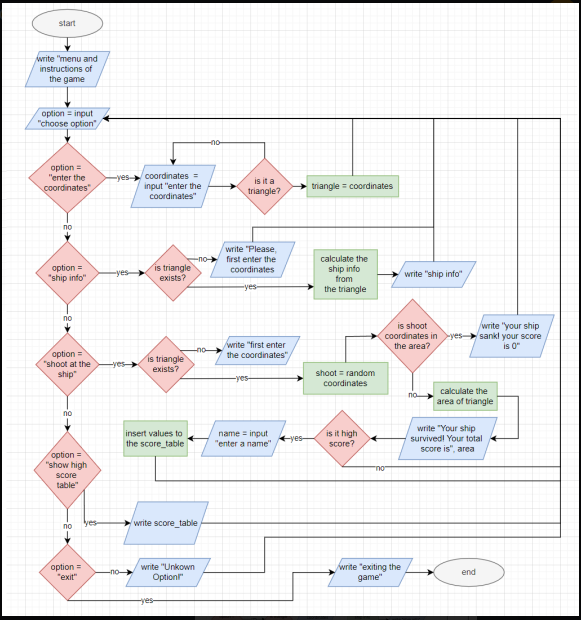 start
write "menu and
instructions of
the game
option = input
"choose option"
option =
"enter the
coordinates"
yes
coordinates =
input "enter the
coordinates"
no
is it a
triangle?
triangle = coordinates
no
option =
"ship info"
yes
is triangle
exists?
no
write "Please,
first enter the
coordinates
yes
calculate the
ship info
from
the triangle
write "ship info"
no
option =
"shoot at the
ship"
yes
is triangle
exists?
no
write "first enter
the coordinates"
yes
shoot = random
coordinates
is shoot
coordinates in
the area?
yes
write "your ship
sank! your score
is 0"
no
calculate the
area of triangle
write "Your ship
survived! Your total
score is", area
is it high
score?
yes
name = input
"enter a name"
insert values to
the score_table
no
no
option =
"show high
score
table"
yes
write score_table
no
option =
"exit"
no
write "Unkown
Option!"
yes
write "exiting the
game"
end